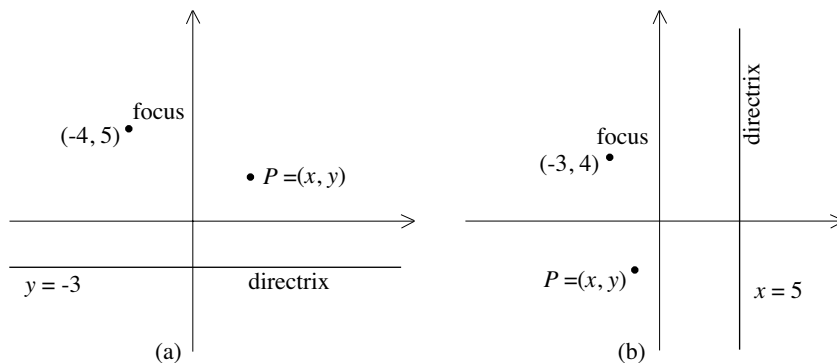 focus
(-4, 5)
P =(x, y)
y = -3
directrix
(a)
focus
(-3, 4)
directrix
P =(x, y)
x = 5
(b)